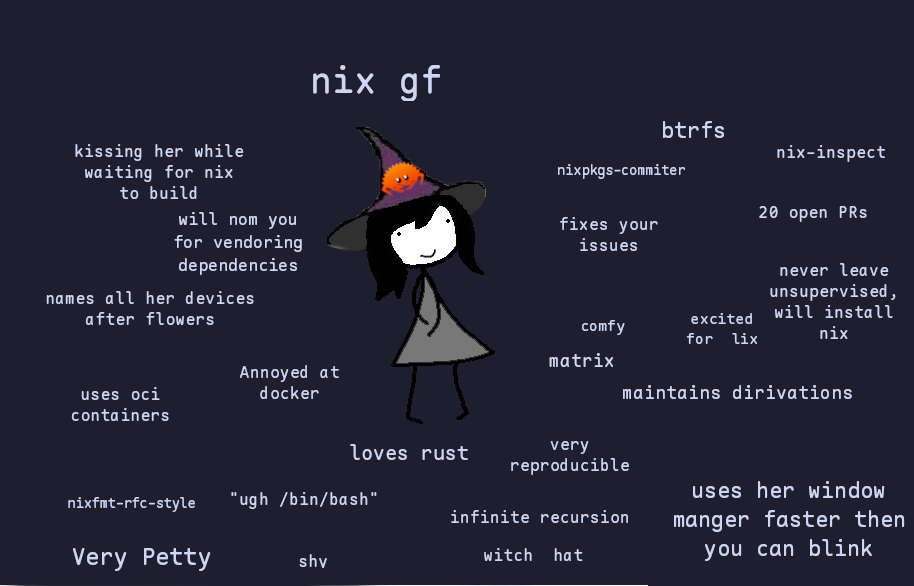 nix gf
kissing her while
waiting for nix
to build
will nom you
for vendoring
dependencies
names all her devices
after flowers
Annoyed at
docker
uses oci
containers
loves rust
nixfmt-rfc-style
"ugh /bin/bash"
Very Petty
shv
btrfs
nixpkgs-commiter
nix-inspect
fixes your
issues
20 open PRs
never leave
unsupervised,
will install
nix
comfy
excited
for lix
matrix
maintains dirivations
very
reproducible
infinite recursion
witch hat
uses her window
manger faster then
you can blink